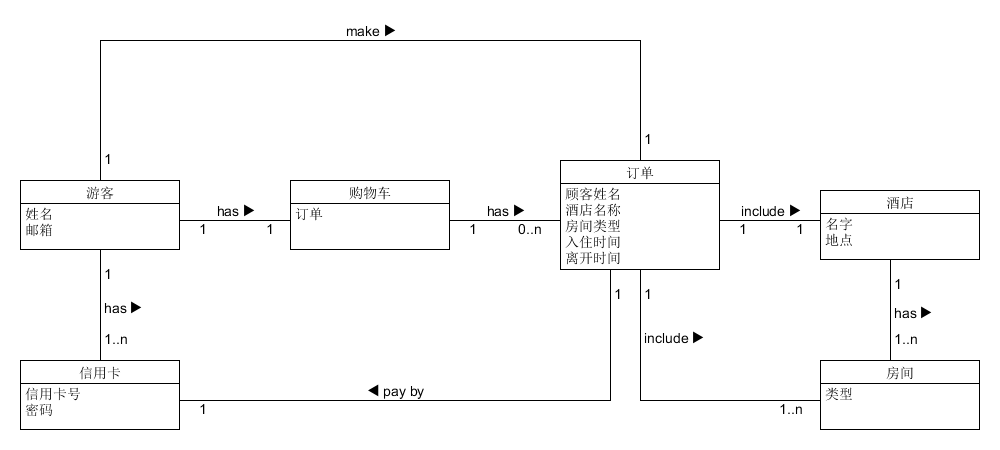 make ▶
1
1
游客
姓名
邮箱
has ▶
1
1
购物车
订单
has ▶
1
0..n
订单
顾客姓名
酒店名称
房间类型
入住时间
离开时间
include ▶
1
1
酒店
名字
地点
1
has ▶
1..n
1
1
include ▶
1
has ▶
1..n
信用卡
信用卡号
密码
◀ pay by
1
1..n
房间
类型